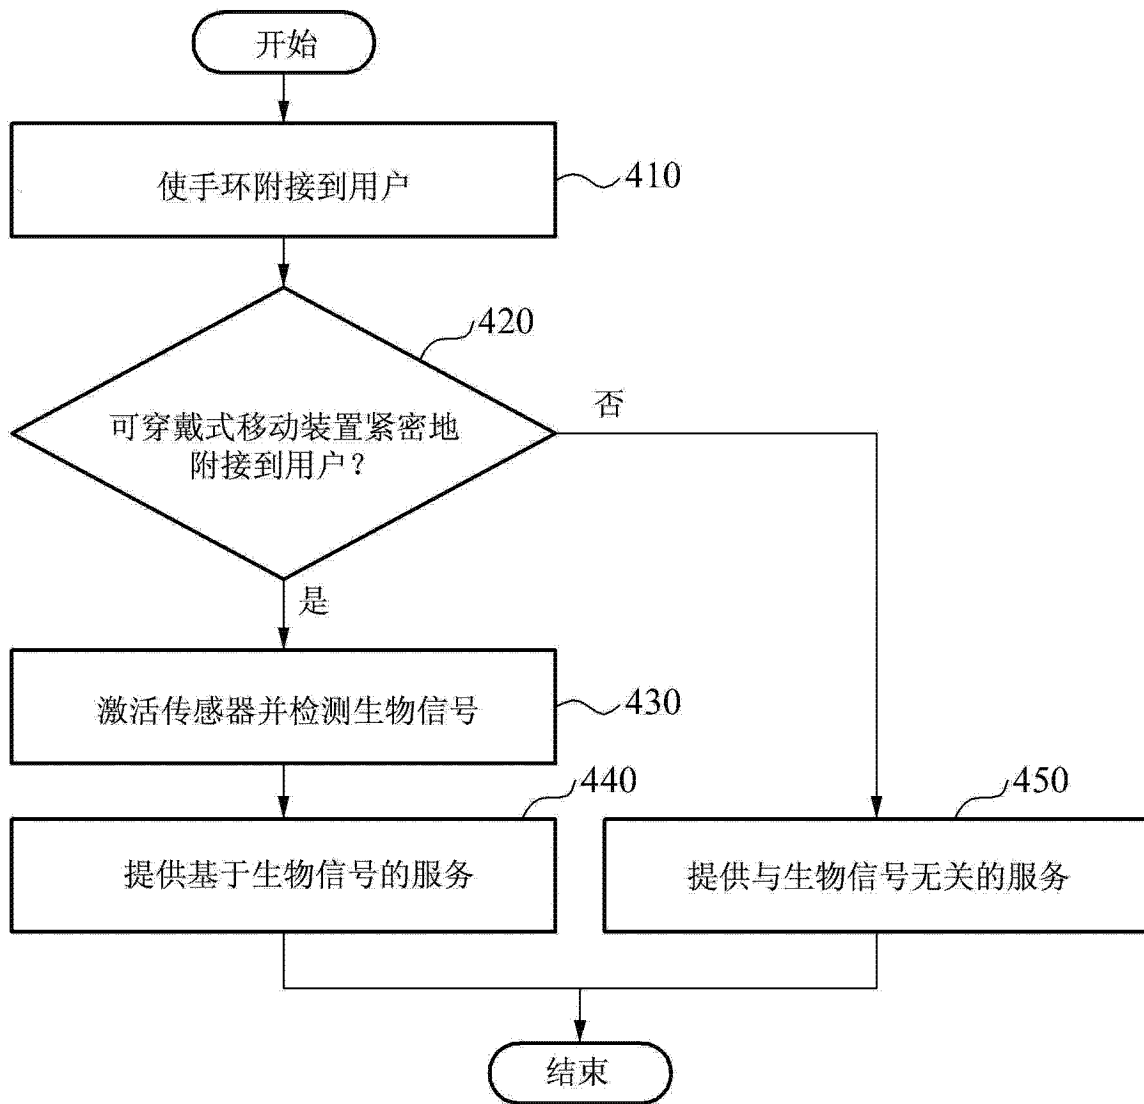 开始
使手环附接到用户
410
420
可穿戴式移动装置紧密地
附接到用户？
否
是
激活传感器并检测生物信号
430
440
提供基于生物信号的服务
450
提供与生物信号无关的服务
结束